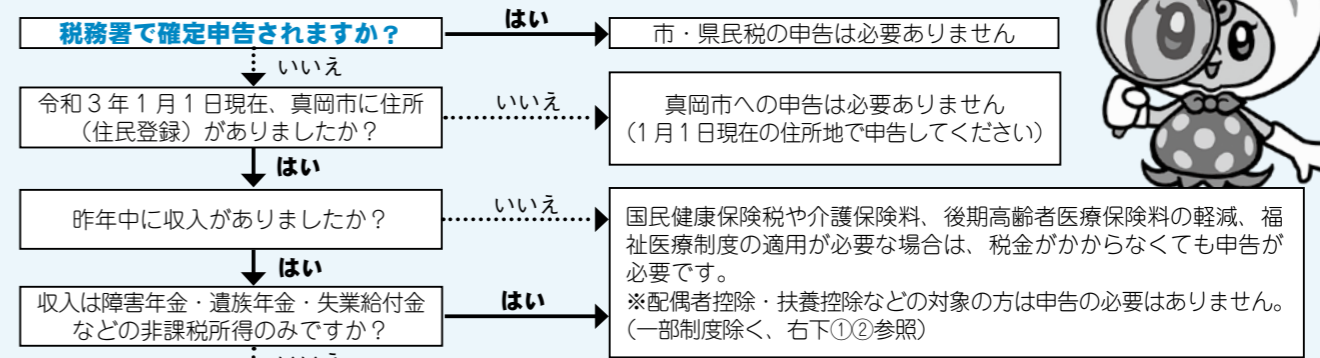 税務署で確定申告されますか？
はい
市・県民税の申告は必要ありません
いいえ
令和３年１月１日現在、真岡市に住所
（住民登録）がありましたか？
いいえ
真岡市への申告は必要ありません
（1月1日現在の住所地で申告してください）
はい
昨年中に収入がありましたか？
いいえ
国民健康保険税や介護保険料、後期高齢者医療保険料の軽減、福
祉医療制度の適用が必要な場合は、税金がかからなくても申告が
必要です。
※配偶者控除・扶養控除などの対象の方は申告の必要はありません。
（一部制度除く、右下①②参照）
はい
収入は障害年金・遺族年金・失業給付金
などの非課税所得のみですか？
はい